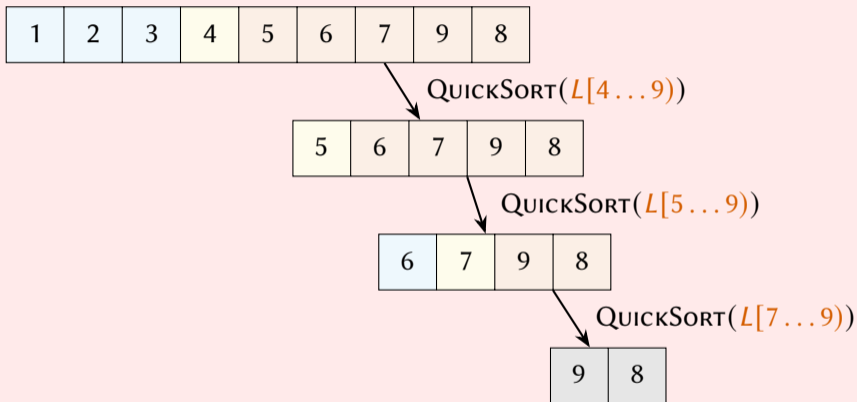 1 2 3 4 5 6 7 9 8
QUICKSORT(L[4...9))
5 6 7 9 8
QUICKSORT(L[5...9))
6 7 9 8
QUICKSORT(L[7...9))
9 8